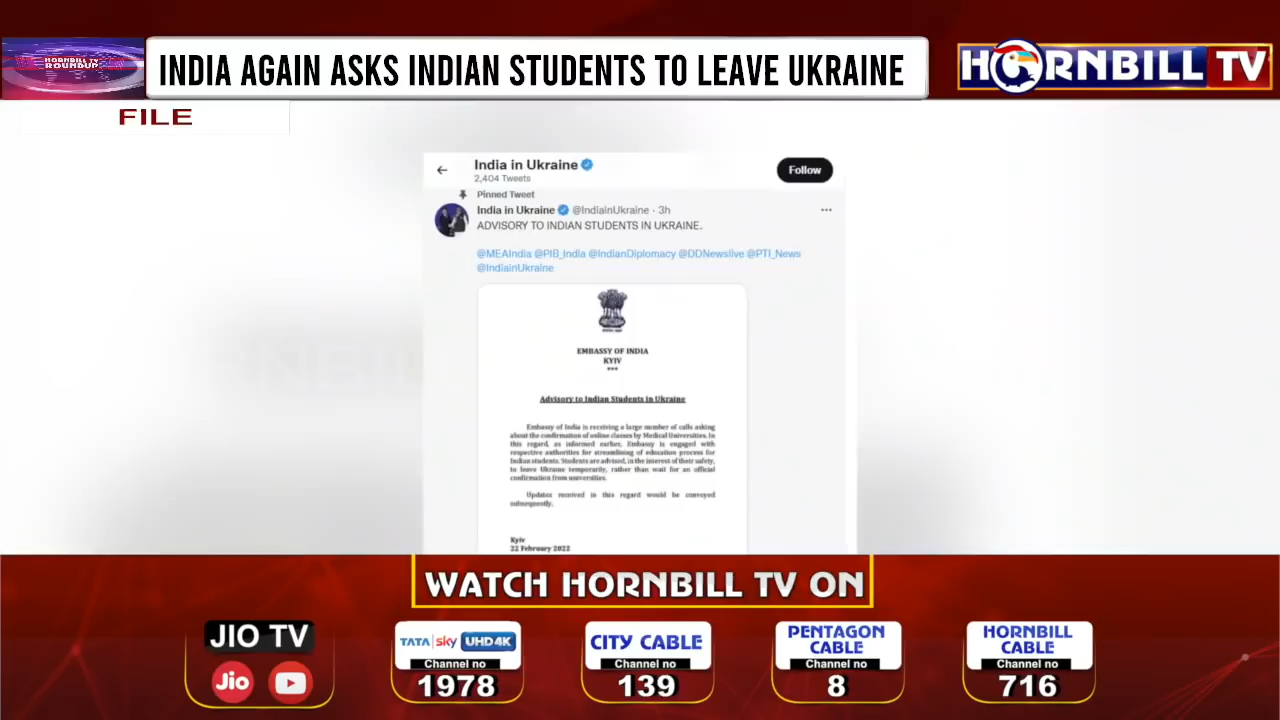 HORNBILL TV
ROUNDUP
INDIA AGAIN ASKS INDIAN STUDENTS TO LEAVE UKRAINE
HORNBILL TV
FILE
India in Ukraine
2,404 Tweets
Follow
Pinned Tweet
India in Ukraine @IndiainUkraine · 3h
ADVISORY TO INDIAN STUDENTS IN UKRAINE.
@MEAIndia @PIB_India @IndianDiplomacy @DDNewslive @PTI_News
@IndiainUkraine
EMBASSY OF INDIA
KYIV
***
Advisory to Indian Students in Ukraine
Embassy of India is receiving a large number of calls asking
about the confirmation of online classes by Medical Universities. In
this regard, as informed earlier, Embassy is engaged with
respective authorities for streamlining of education process for
Indian students. Students are advised, in the interest of their safety,
to leave Ukraine temporarily, rather than wait for an official
confirmation from universities.
Updates received in this regard would be conveyed
subsequently.
Kyiv
22 February 2022
WATCH HORNBILL TV ON
JIO TV
Jio
TATA sky UHD4K
Channel no
1978
CITY CABLE
Channel no
139
PENTAGON
CABLE
Channel no
8
HORNBILL
CABLE
Channel no
716